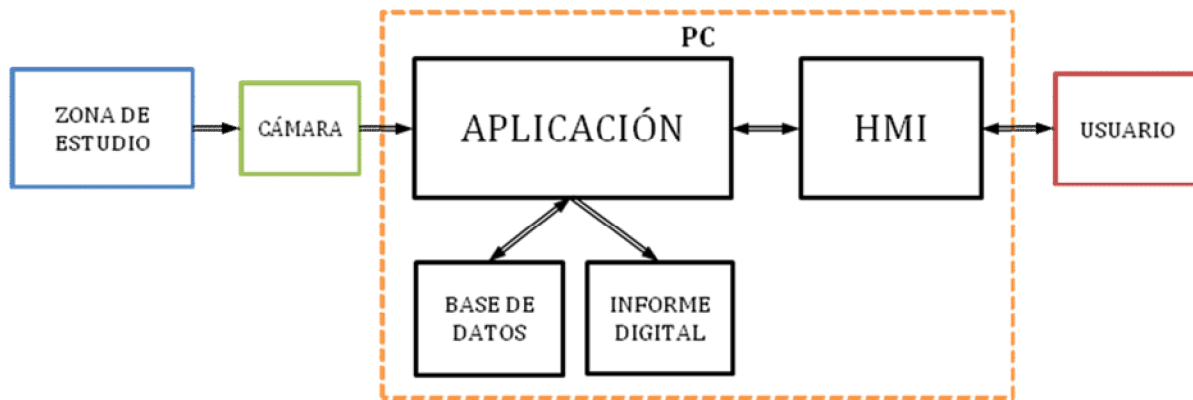 PC
ZONA DE
ESTUDIO
CÁMARA
APLICACIÓN
HMI
USUARIO
BASE DE
DATOS
INFORME
DIGITAL